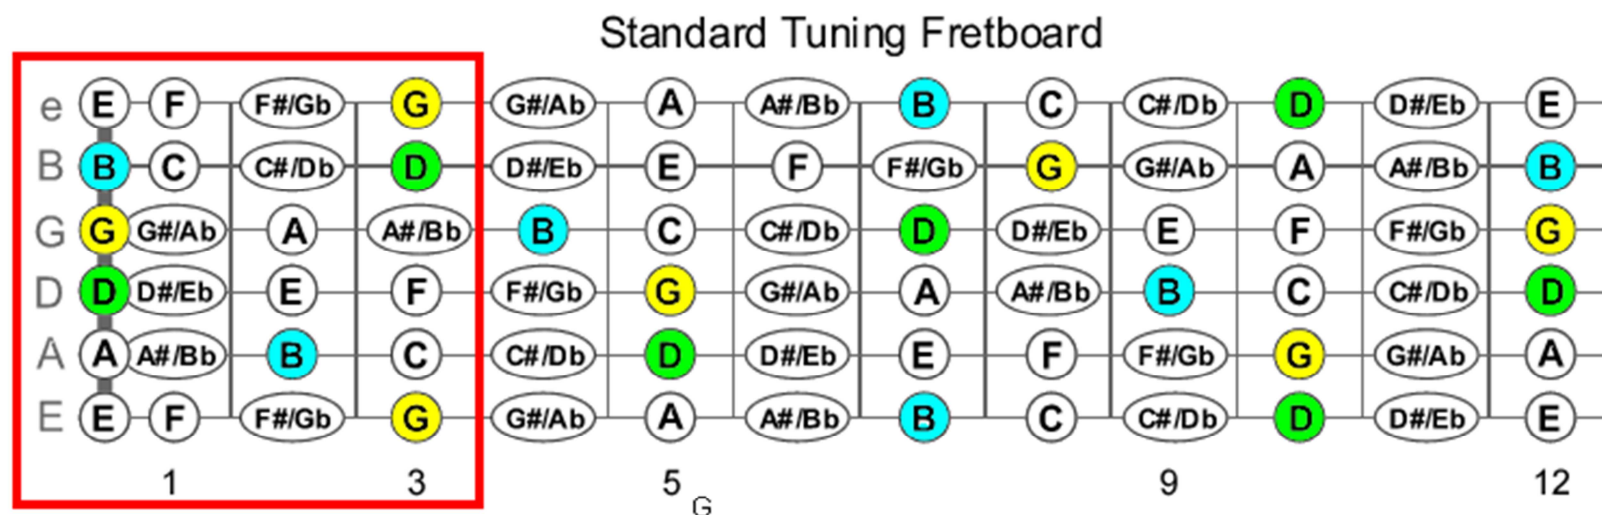 Standard Tuning Fretboard
e E F F#/Gb G G#/Ab A A#/Bb B C C#/Db D D#/Eb E
B B C C#/Db D D#/Eb E F F#/Gb G G#/Ab A A#/Bb B
G G G#/Ab A A#/Bb B C C#/Db D D#/Eb E F F#/Gb G
D D D#/Eb E F F#/Gb G G#/Ab A A#/Bb B C C#/Db D
A A A#/Bb B C C#/Db D D#/Eb E F F#/Gb G G#/Ab A
E E F F#/Gb G G#/Ab A A#/Bb B C C#/Db D D#/Eb E
1 3 5 9 12
G